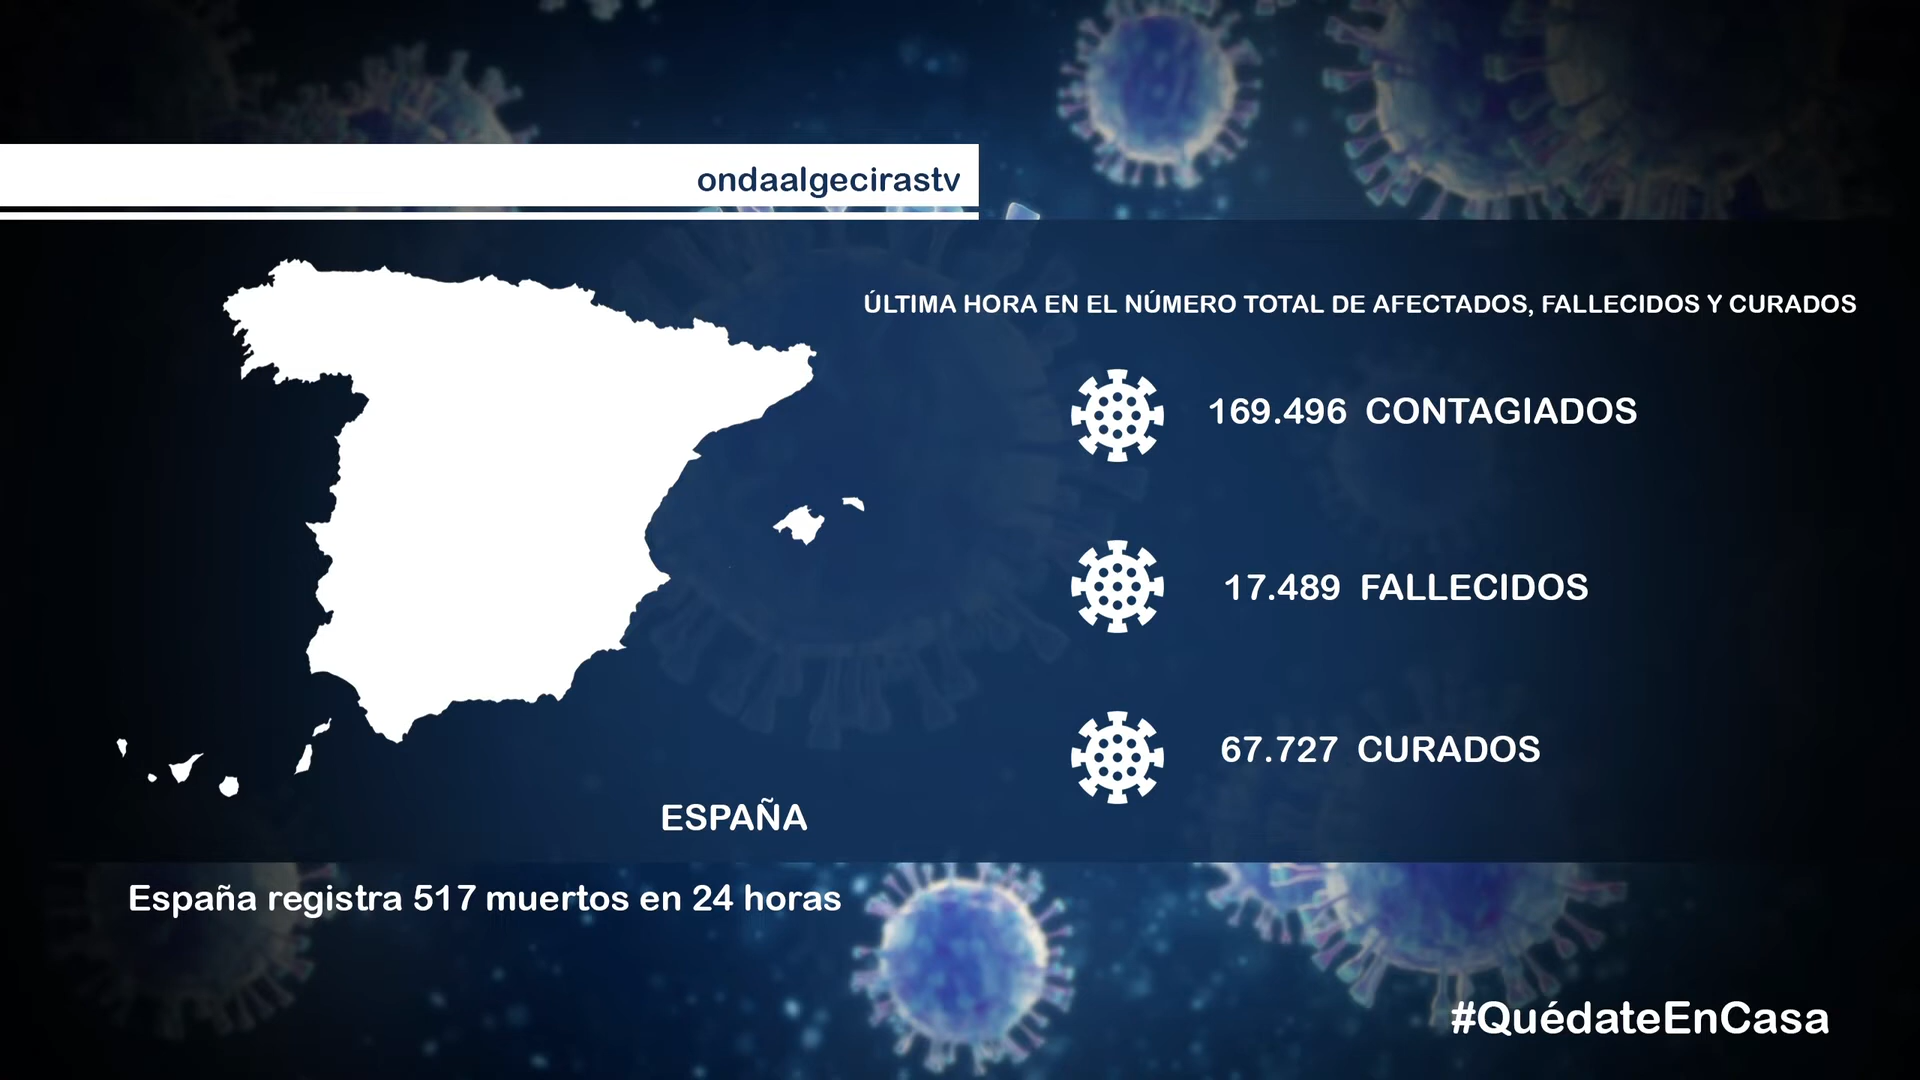 ondaalgecirastv
ÚLTIMA HORA EN EL NÚMERO TOTAL DE AFECTADOS, FALLECIDOS Y CURADOS
169.496 CONTAGIADOS
17.489 FALLECIDOS
67.727 CURADOS
ESPAÑA
España registra 517 muertos en 24 horas
#QuédateEnCasa